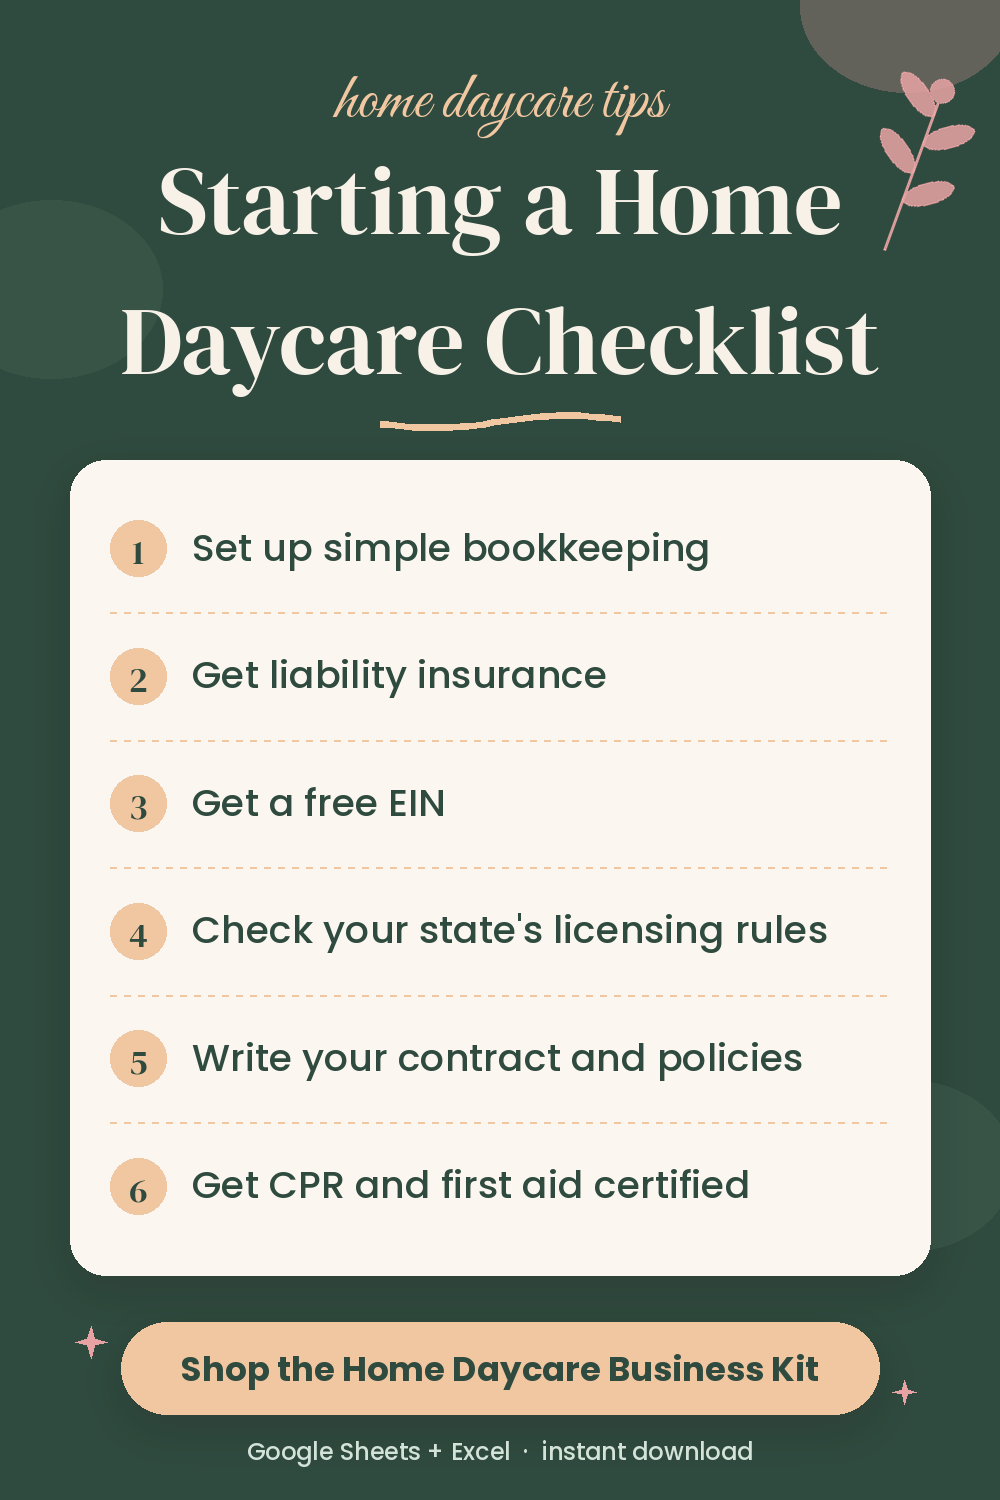 home daycare tips
Starting a Home
Daycare Checklist
1 Set up simple bookkeeping
2 Get liability insurance
3 Get a free EIN
4 Check your state's licensing rules
5 Write your contract and policies
6 Get CPR and first aid certified
Shop the Home Daycare Business Kit
Google Sheets + Excel · instant download